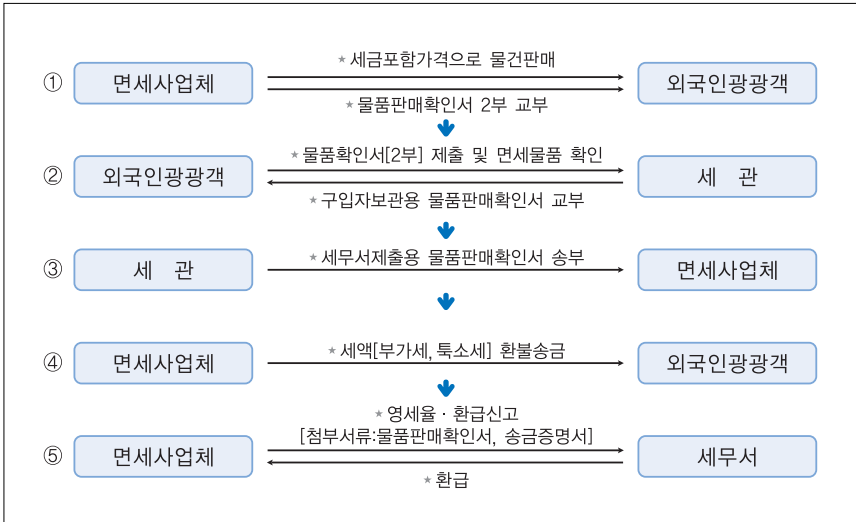 ★ 세금포함가격으로 물건판매
① 면세사업체 외국인광광객
★ 물품판매확인서 2부 교부
★ 물품확인서[2부] 제출 및 면세물품 확인
② 외국인광광객 세 관
★ 구입자보관용 물품판매확인서 교부
★ 세무서제출용 물품판매확인서 송부
③ 세 관 면세사업체
★ 세액[부가세, 툭소세] 환불송금
④ 면세사업체 외국인광광객
★ 영세율 · 환급신고
[첨부서류:물품판매확인서, 송금증명서]
⑤ 면세사업체 세무서
★ 환급